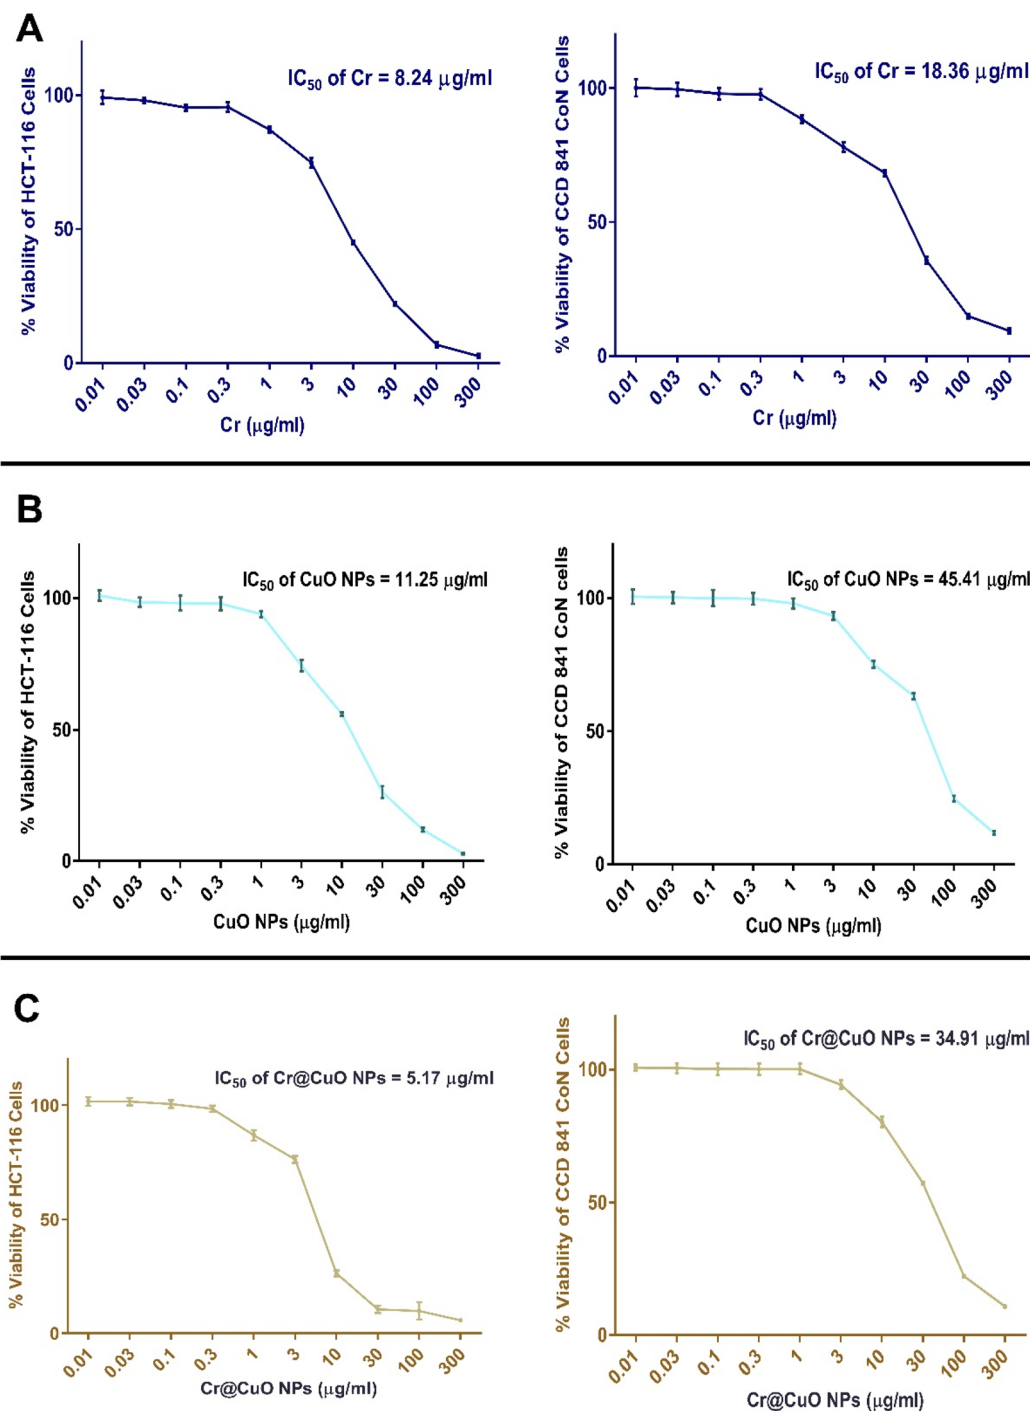 A
% Viability of HCT-116 Cells
IC50 of Cr = 8.24 μg/ml
100
50
0
0.01 0.03 0.1 0.3 1 3 10 30 100 300
Cr (μg/ml)
% Viability of CCD 841 CoN Cells
IC50 of Cr = 18.36 μg/ml
100
50
0
0.01 0.03 0.1 0.3 1 3 10 30 100 300
Cr (μg/ml)
B
% Viability of HCT-116 Cells
IC50 of CuO NPs = 11.25 μg/ml
100
50
0
0.01 0.03 0.1 0.3 1 3 10 30 100 300
CuO NPs (μg/ml)
% Viability of CCD 841 CoN cells
IC50 of CuO NPs = 45.41 μg/ml
100
50
0
0.01 0.03 0.1 0.3 1 3 10 30 100 300
CuO NPs (μg/ml)
C
% Viability of HCT-116 Cells
IC50 of Cr@CuO NPs = 5.17 μg/ml
100
50
0
0.01 0.03 0.1 0.3 1 3 10 30 100 300
Cr@CuO NPs (μg/ml)
% Viability of CCD 841 CoN Cells
IC50 of Cr@CuO NPs = 34.91 μg/ml
100
50
0
0.01 0.03 0.1 0.3 1 3 10 30 100 300
Cr@CuO NPs (μg/ml)